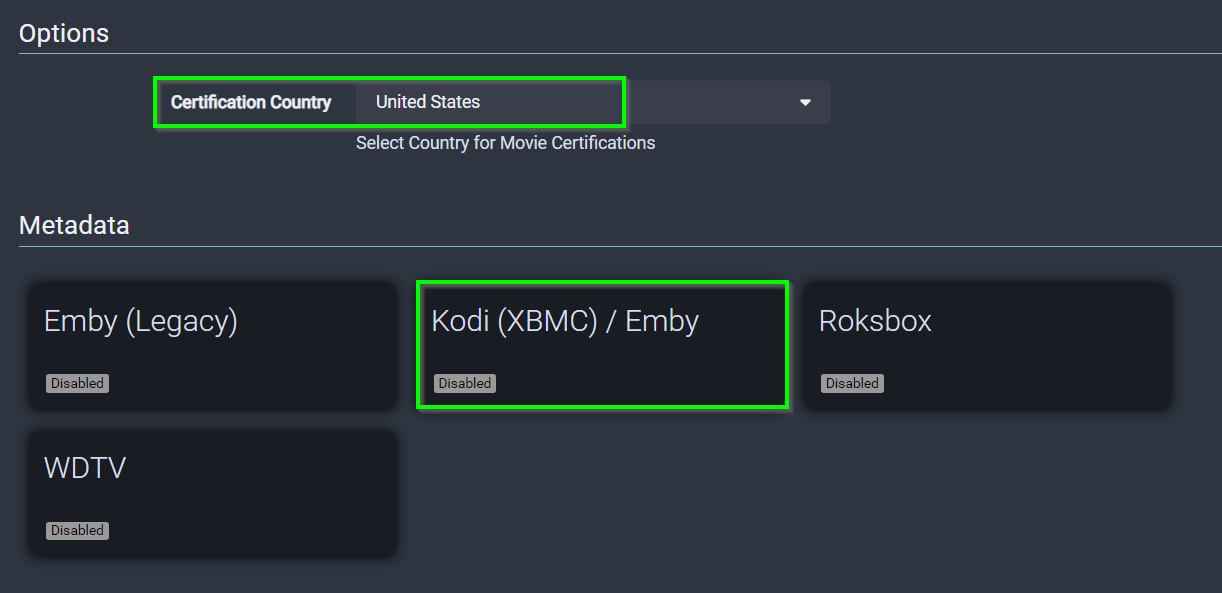 Options
Certification Country United States
Select Country for Movie Certifications
Metadata
Emby (Legacy)
Disabled
Kodi (XBMC) / Emby
Disabled
Roksbox
Disabled
WDTV
Disabled